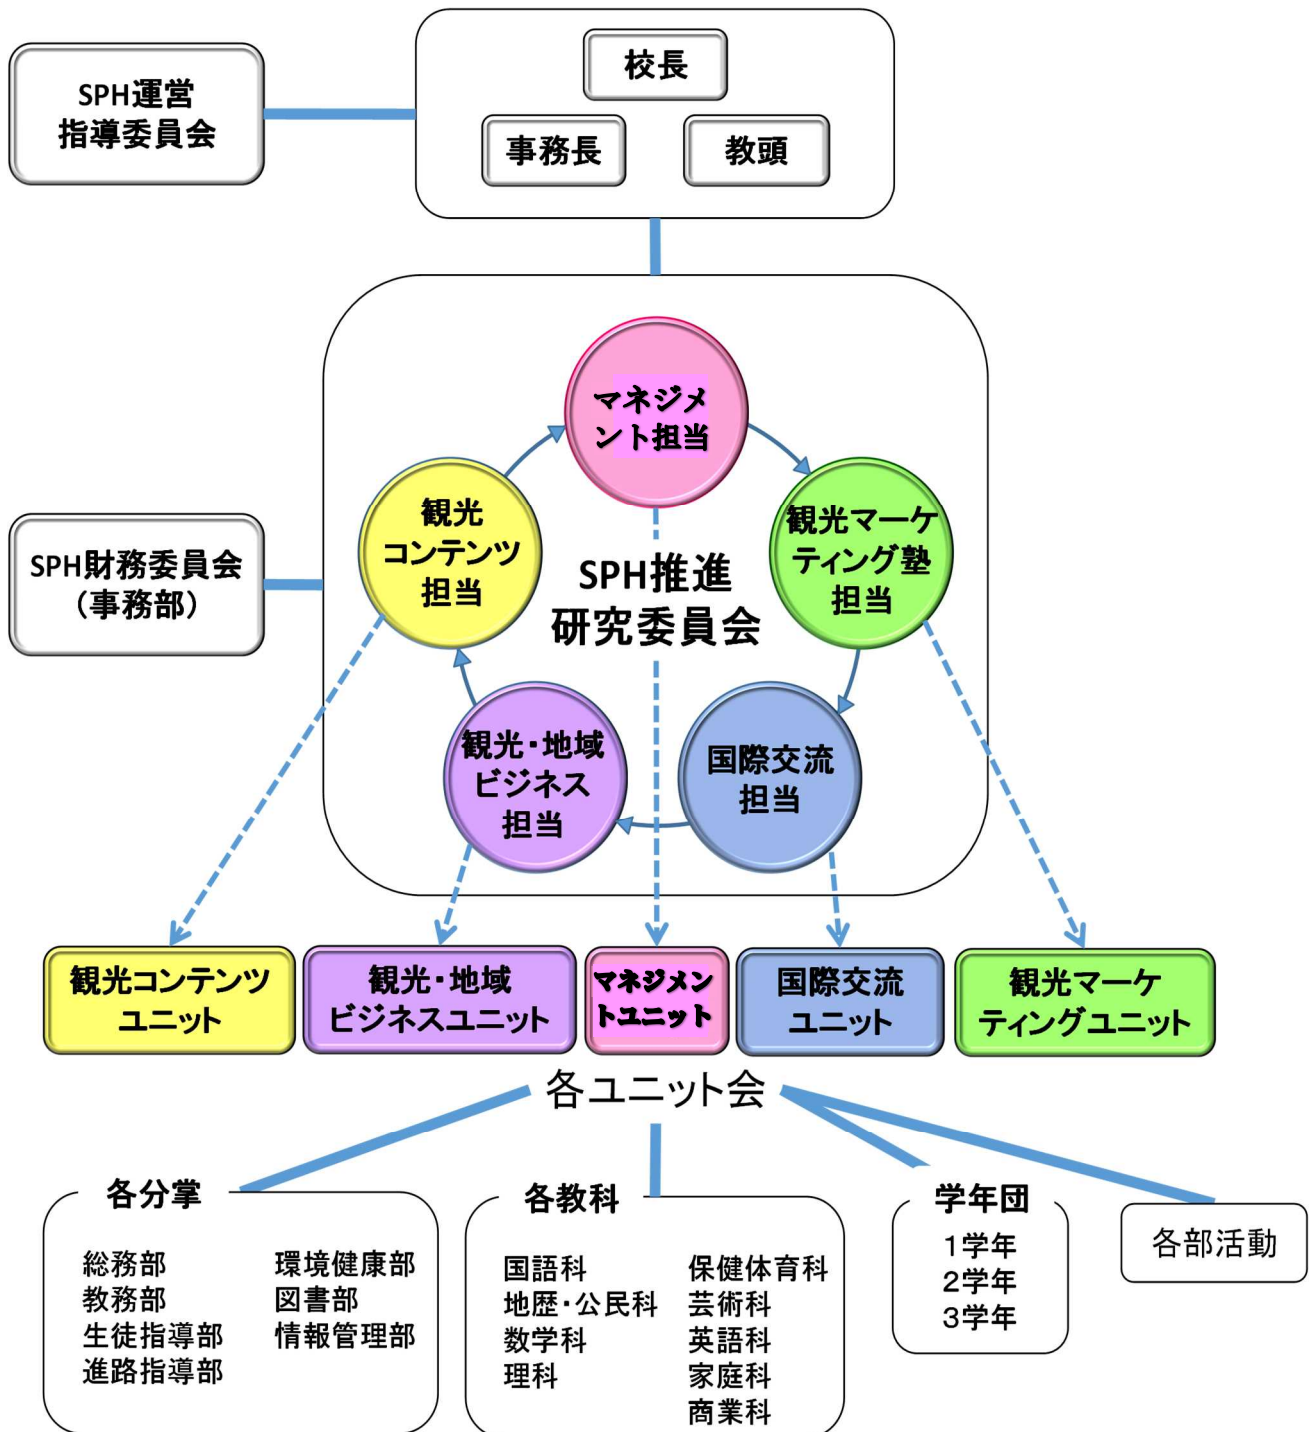 校長
SPH運営
指導委員会
事務長
教頭
マネジメ
ント担当
観光
コンテンツ
担当
観光マーケ
ティング塾
担当
SPH推進
研究委員会
SPH財務委員会
（事務部）
観光・地域
ビジネス
担当
国際交流
担当
観光コンテンツ
ユニット
観光・地域
ビジネスユニット
マネジメン
トユニット
国際交流
ユニット
観光マーケ
ティングユニット
各ユニット会
各分掌
総務部
教務部
生徒指導部
進路指導部
環境健康部
図書部
情報管理部
各教科
国語科
地歴・公民科
数学科
理科
保健体育科
芸術科
英語科
家庭科
商業科
学年団
1学年
2学年
3学年
各部活動